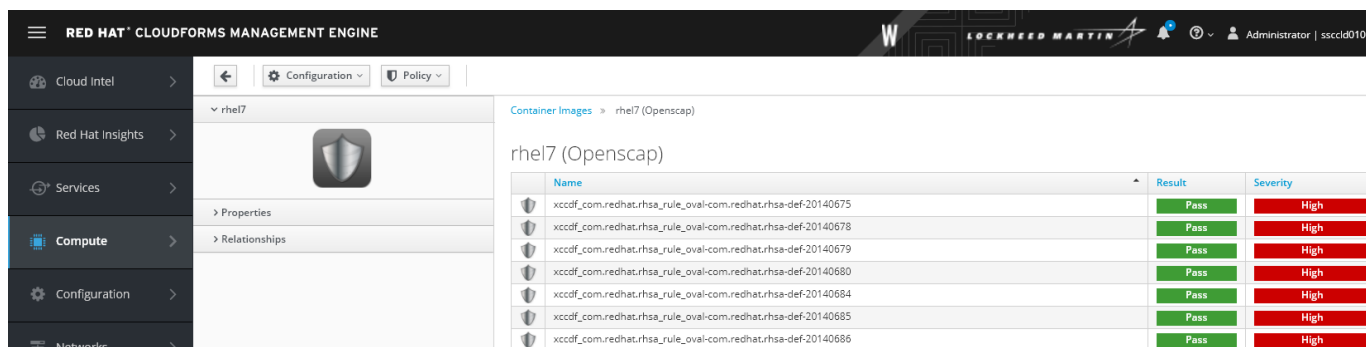 RED HAT® CLOUDFORMS MANAGEMENT ENGINE
W
LOCKHEED MARTIN
Administrator | ssccld010
Cloud Intel
Red Hat Insights
Services
Compute
Configuration
Networks
Configuration
Policy
rhel7
Properties
Relationships
Container Images » rhel7 (Openscap)
rhel7 (Openscap)
Name Result Severity
xccdf_com.redhat.rhsa_rule_oval-com.redhat.rhsa-def-20140675 Pass High
xccdf_com.redhat.rhsa_rule_oval-com.redhat.rhsa-def-20140678 Pass High
xccdf_com.redhat.rhsa_rule_oval-com.redhat.rhsa-def-20140679 Pass High
xccdf_com.redhat.rhsa_rule_oval-com.redhat.rhsa-def-20140680 Pass High
xccdf_com.redhat.rhsa_rule_oval-com.redhat.rhsa-def-20140684 Pass High
xccdf_com.redhat.rhsa_rule_oval-com.redhat.rhsa-def-20140685 Pass High
xccdf_com.redhat.rhsa_rule_oval-com.redhat.rhsa-def-20140686 Pass High